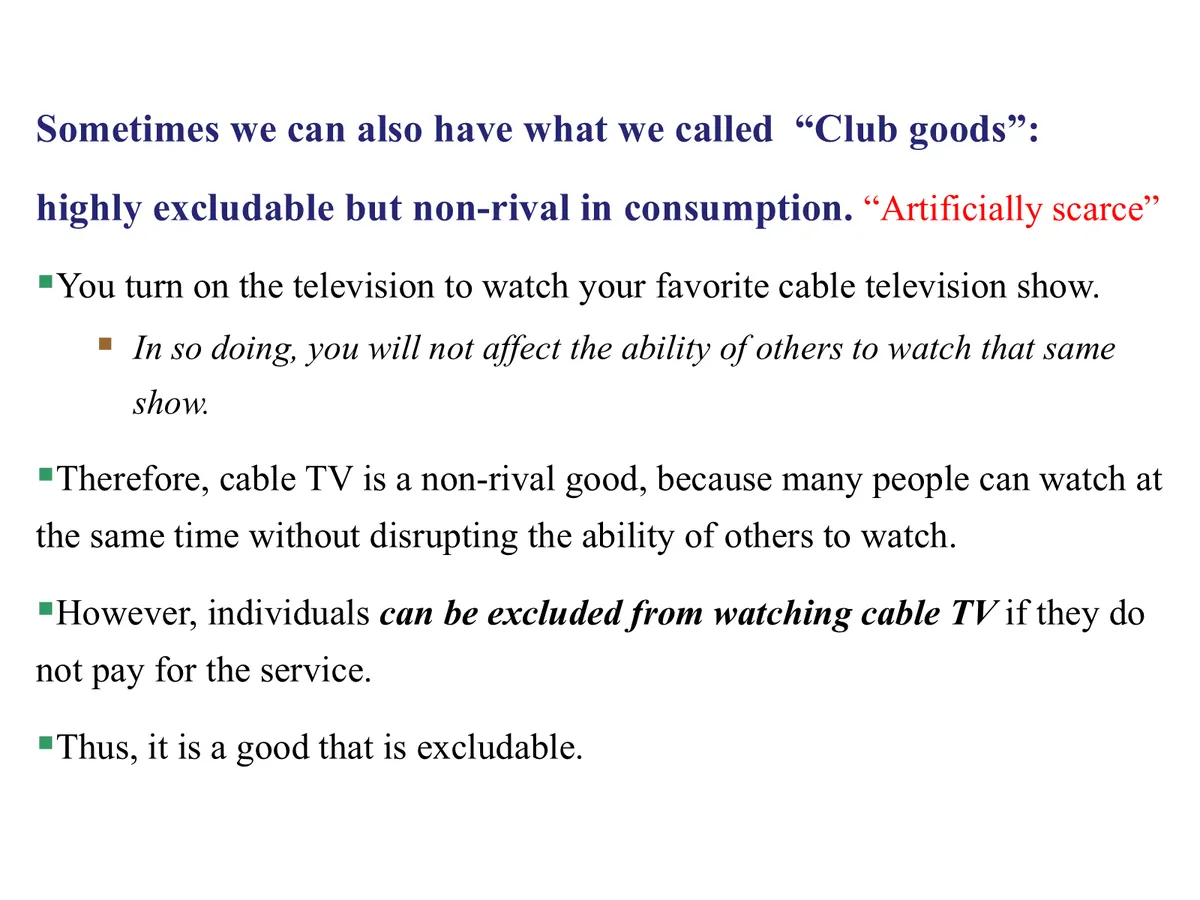 Sometimes we can also have what we called “Club goods”:
highly excludable but non-rival in consumption. “Artificially scarce”
▪You turn on the television to watch your favorite cable television show.
▪ In so doing, you will not affect the ability of others to watch that same
show.
▪Therefore, cable TV is a non-rival good, because many people can watch at
the same time without disrupting the ability of others to watch.
▪However, individuals can be excluded from watching cable TV if they do
not pay for the service.
▪Thus, it is a good that is excludable.